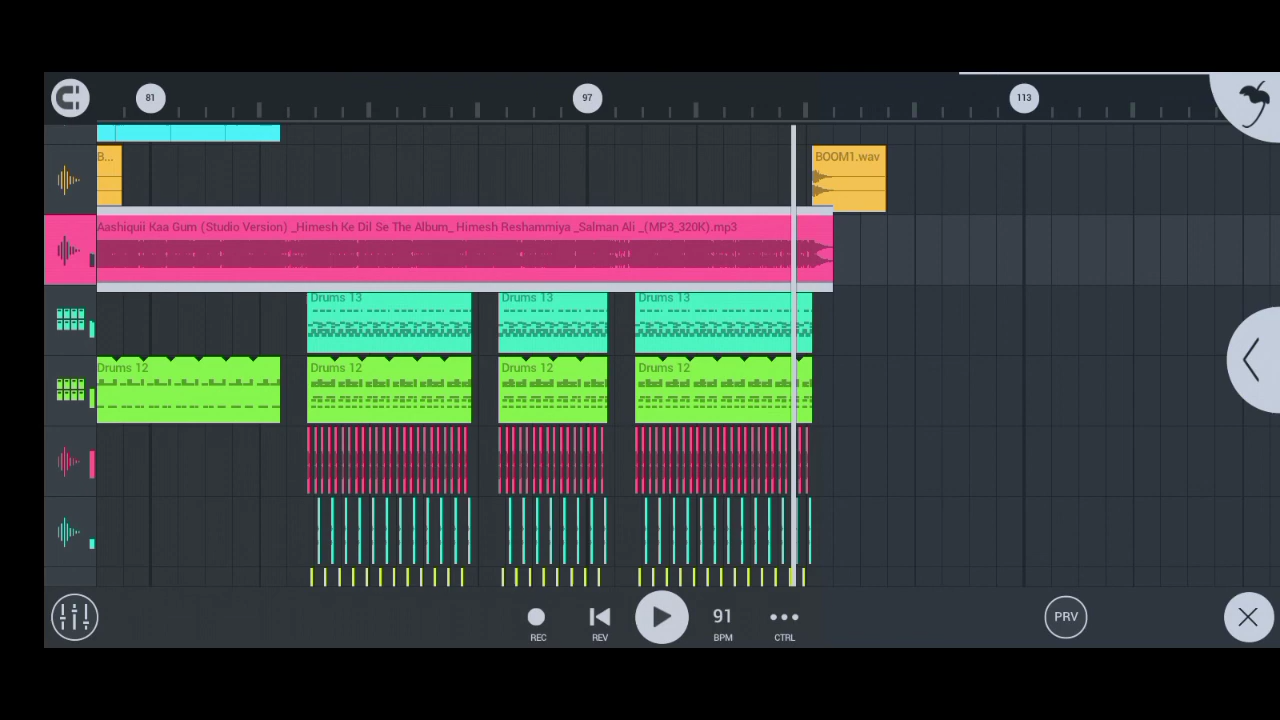 81 97 113
B... BOOM1.wav
Aashiquii Kaa Gum (Studio Version) _Himesh Ke Dil Se The Album_ Himesh Reshammiya _Salman Ali _(MP3_320K).mp3
Drums 13 Drums 13 Drums 13
Drums 12 Drums 12 Drums 12 Drums 12
91 PRV
REC REV BPM CTRL